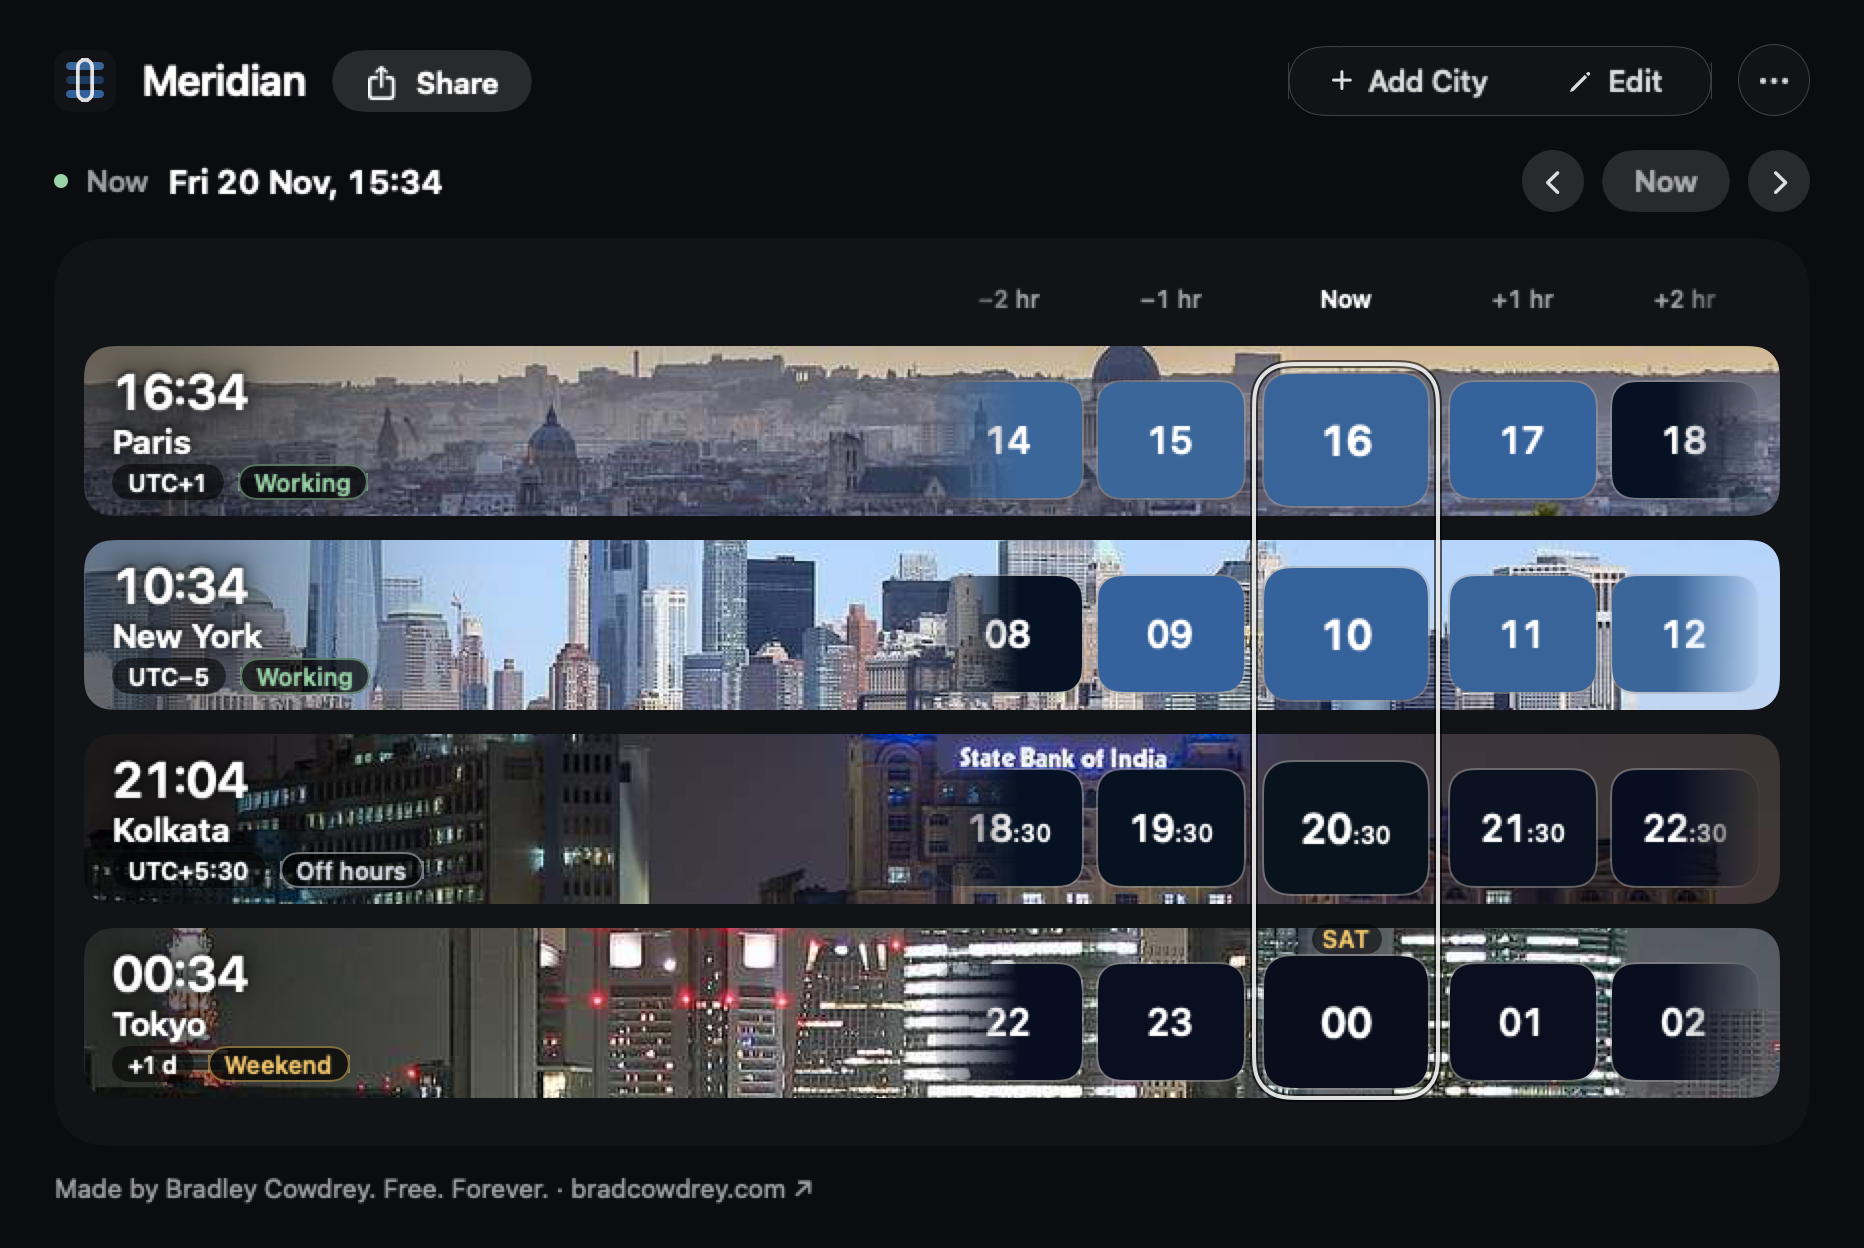 Meridian
Share
+ Add City
Edit
Now Fri 20 Nov, 15:34
Now
−2 hr −1 hr Now +1 hr +2 hr
16:34
Paris
UTC+1 Working
14 15 16 17 18
10:34
New York
UTC−5 Working
08 09 10 11 12
21:04
Kolkata
UTC+5:30 Off hours
State Bank of India
18:30 19:30 20:30 21:30 22:30
00:34
Tokyo
+1 d Weekend
SAT
22 23 00 01 02
Made by Bradley Cowdrey. Free. Forever. · bradcowdrey.com ↗